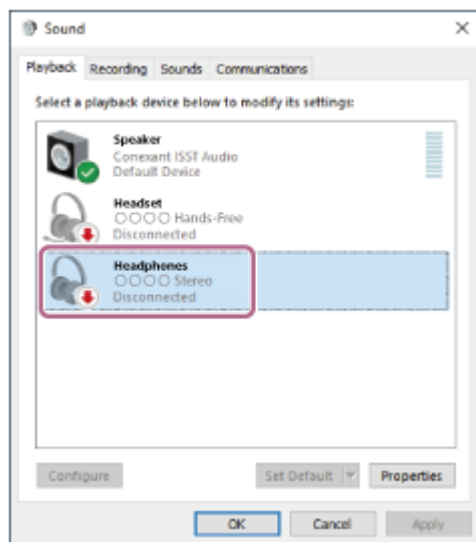 Sound
Playback Recording Sounds Communications
Select a playback device below to modify its settings:
Speaker
Conexant ISST Audio
Default Device
Headset
○○○○ Hands-Free
Disconnected
Headphones
○○○○ Stereo
Disconnected
Configure Set Default Properties
OK Cancel Apply